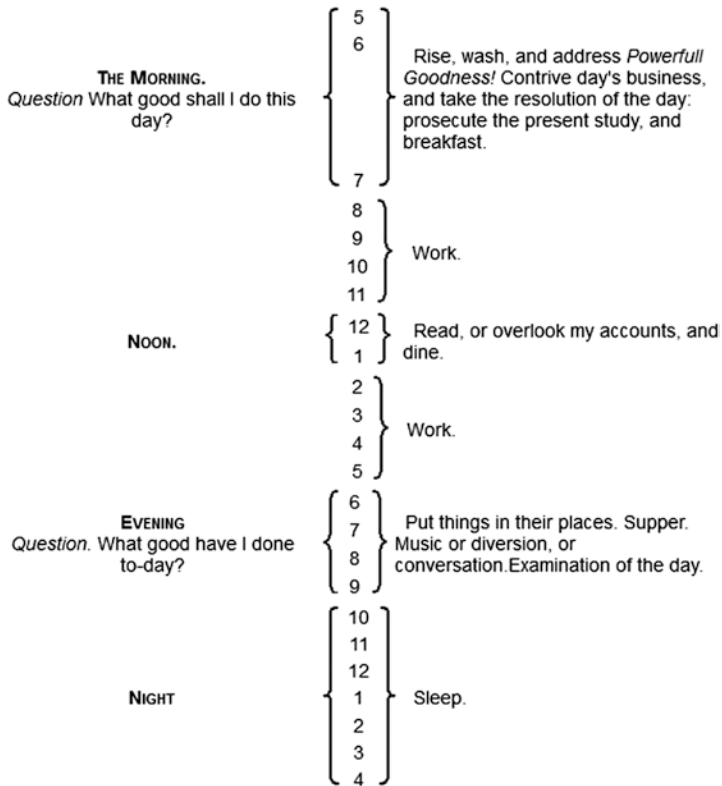 5
6
THE MORNING.
Question What good shall I do this
day?
Rise, wash, and address Powerfull
Goodness! Contrive day's business,
and take the resolution of the day:
prosecute the present study, and
breakfast.
7
8
9
10
11
Work.
NOON.
12
1
Read, or overlook my accounts, and
dine.
2
3
4
5
Work.
EVENING
Question. What good have I done
to-day?
6
7
8
9
Put things in their places. Supper.
Music or diversion, or
conversation.Examination of the day.
NIGHT
10
11
12
1
2
3
4
Sleep.